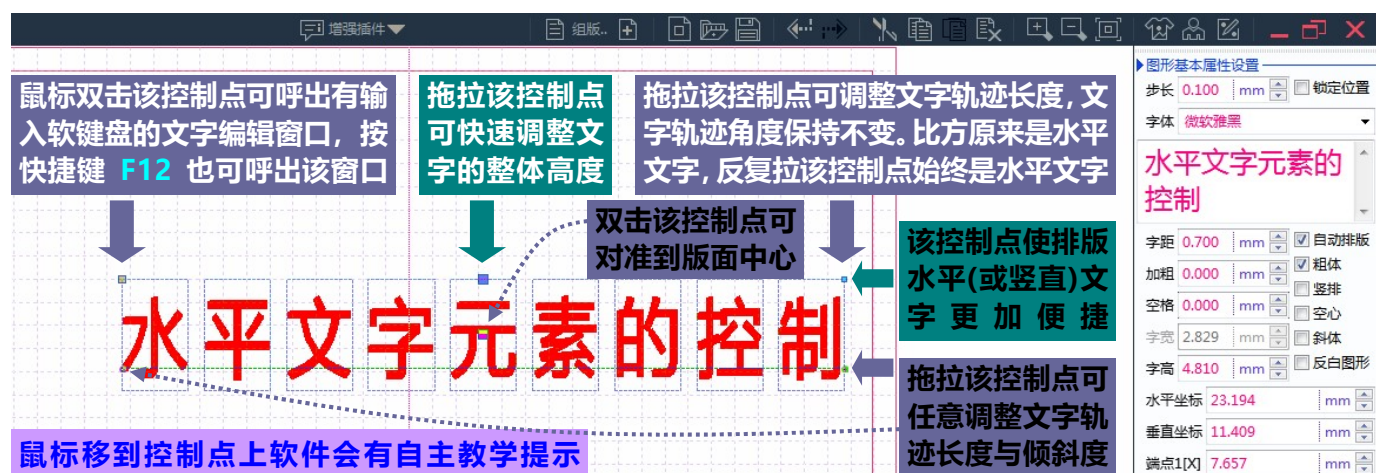 增强插件
组版..
鼠标双击该控制点可呼出有输
入软键盘的文字编辑窗口，按
快捷键 F12 也可呼出该窗口
拖拉该控制点
可快速调整文
字的整体高度
拖拉该控制点可调整文字轨迹长度，文
字轨迹角度保持不变。比方原来是水平
文字，反复拉该控制点始终是水平文字
双击该控制点可
对准到版面中心
该控制点使排版
水平(或竖直)文
字更加便捷
水平文字元素的控制
拖拉该控制点可
任意调整文字轨
迹长度与倾斜度
鼠标移到控制点上软件会有自主教学提示
图形基本属性设置
步长 0.100 mm 锁定位置
字体 微软雅黑
水平文字元素的
控制
字距 0.700 mm 自动排版
加粗 0.000 mm 粗体
竖排
空格 0.000 mm 空心
字宽 2.829 mm 斜体
字高 4.810 mm 反白图形
水平坐标 23.194 mm
垂直坐标 11.409 mm
端点1[X] 7.657 mm